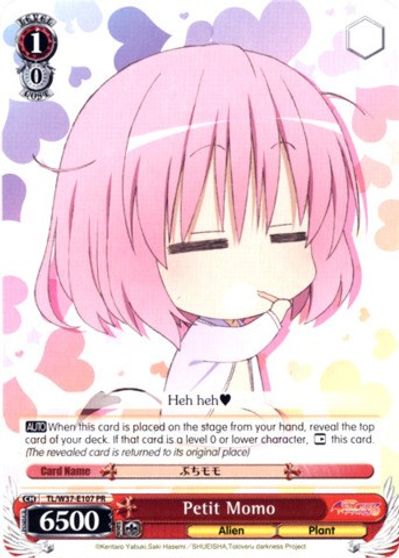 LEVEL
1
0
COST
Heh heh♥
AUTO When this card is placed on the stage from your hand, reveal the top
card of your deck. If that card is a level 0 or lower character, this card.
(The revealed card is returned to its original place)
Card Name ぷちモモ
CH TL/W37-E107 PR
6500 Petit Momo
Alien Plant
©Kentaro Yabuki,Saki Hasemi/SHUEISHA,Toloveru darkness Project